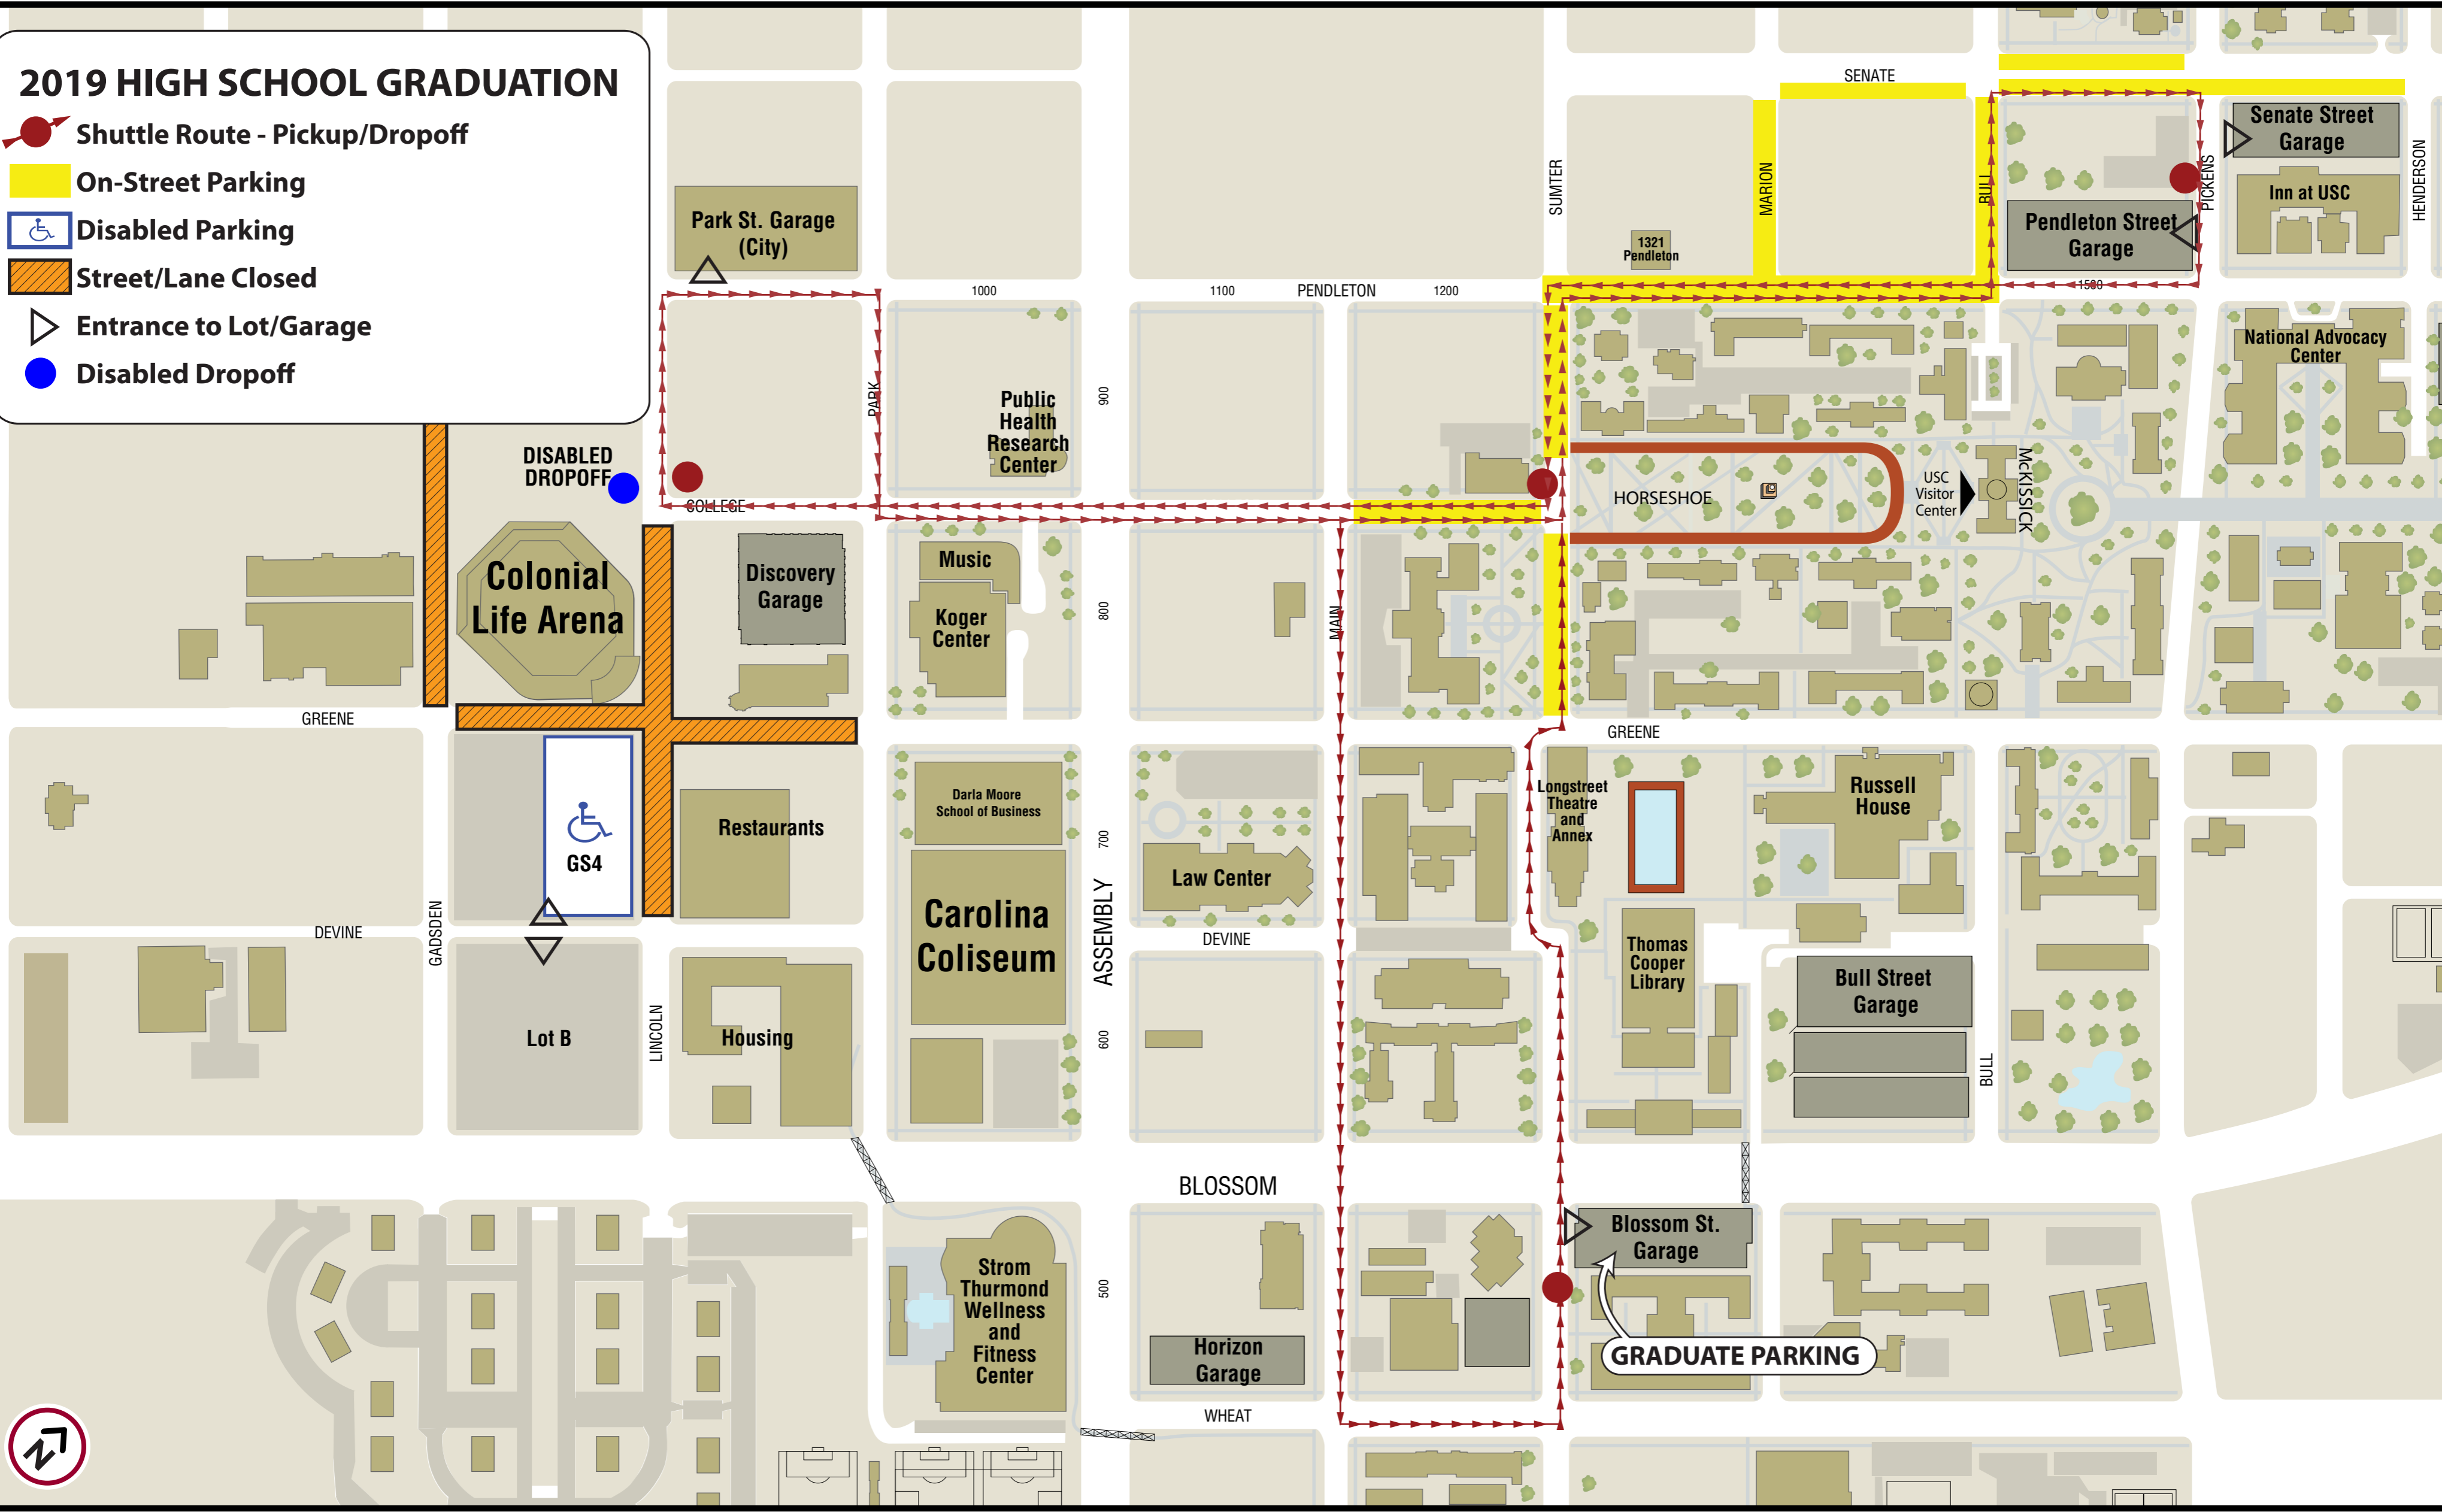 2019 HIGH SCHOOL GRADUATION
Shuttle Route - Pickup/Dropoff
On-Street Parking
Disabled Parking
Street/Lane Closed
Entrance to Lot/Garage
Disabled Dropoff
SENATE
Senate Street
Garage
Park St. Garage
(City)
SUMTER
MARION
BULL
PICKENS
HENDERSON
Inn at USC
1321
Pendleton
Pendleton Street
Garage
1000
1100
PENDLETON
1200
1500
National Advocacy
Center
PARK
900
Public
Health
Research
Center
DISABLED
DROPOFF
COLLEGE
HORSESHOE
USC
Visitor
Center
McKISSICK
Colonial
Life Arena
Discovery
Garage
Music
Koger
Center
800
MAIN
GREENE
GREENE
GS4
Restaurants
Darla Moore
School of Business
700
Longstreet
Theatre
and
Annex
Russell
House
Law Center
Carolina
Coliseum
ASSEMBLY
GADSDEN
DEVINE
DEVINE
Thomas
Cooper
Library
Bull Street
Garage
Lot B
LINCOLN
Housing
600
BULL
BLOSSOM
Blossom St.
Garage
Strom
Thurmond
Wellness
and
Fitness
Center
500
Horizon
Garage
GRADUATE PARKING
WHEAT
N